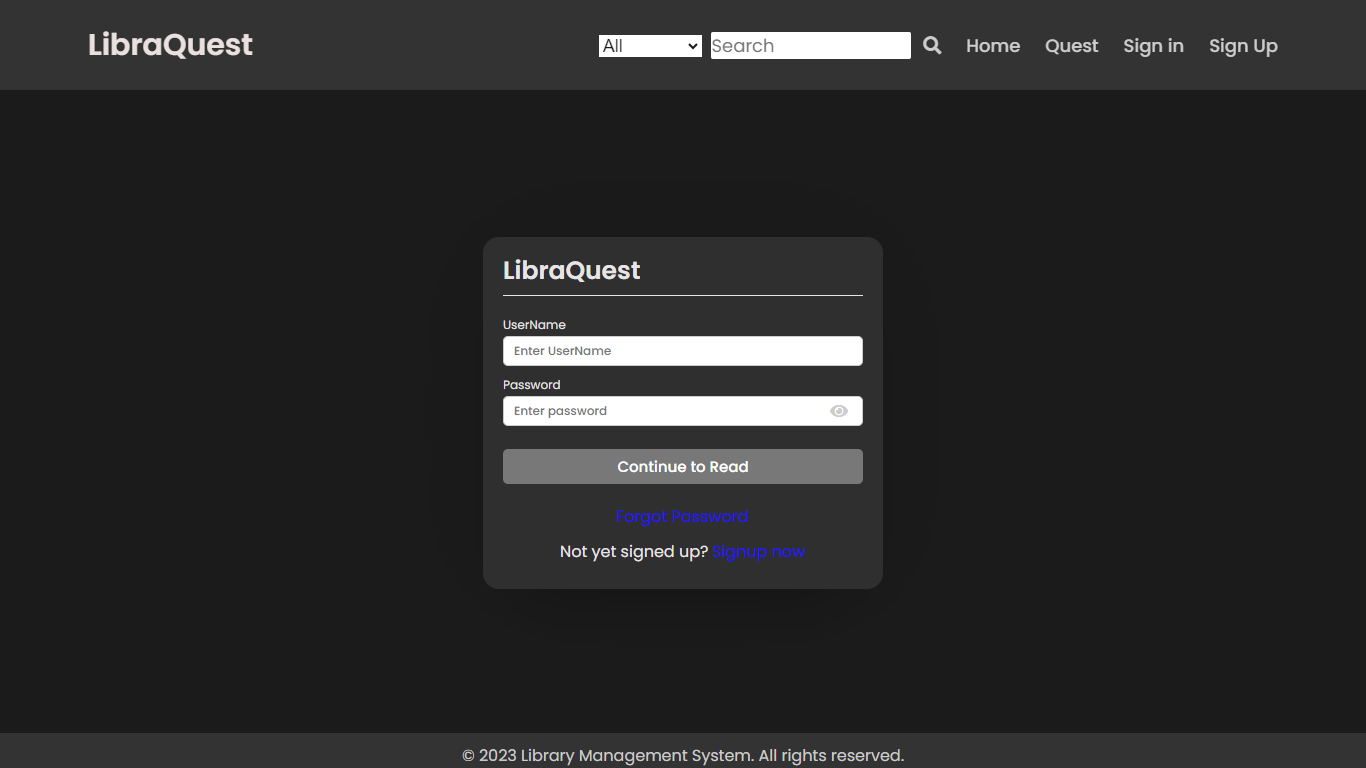 LibraQuest
All Search Home Quest Sign in Sign Up
LibraQuest
UserName
Enter UserName
Password
Enter password
Continue to Read
Forgot Password
Not yet signed up? Signup now
© 2023 Library Management System. All rights reserved.